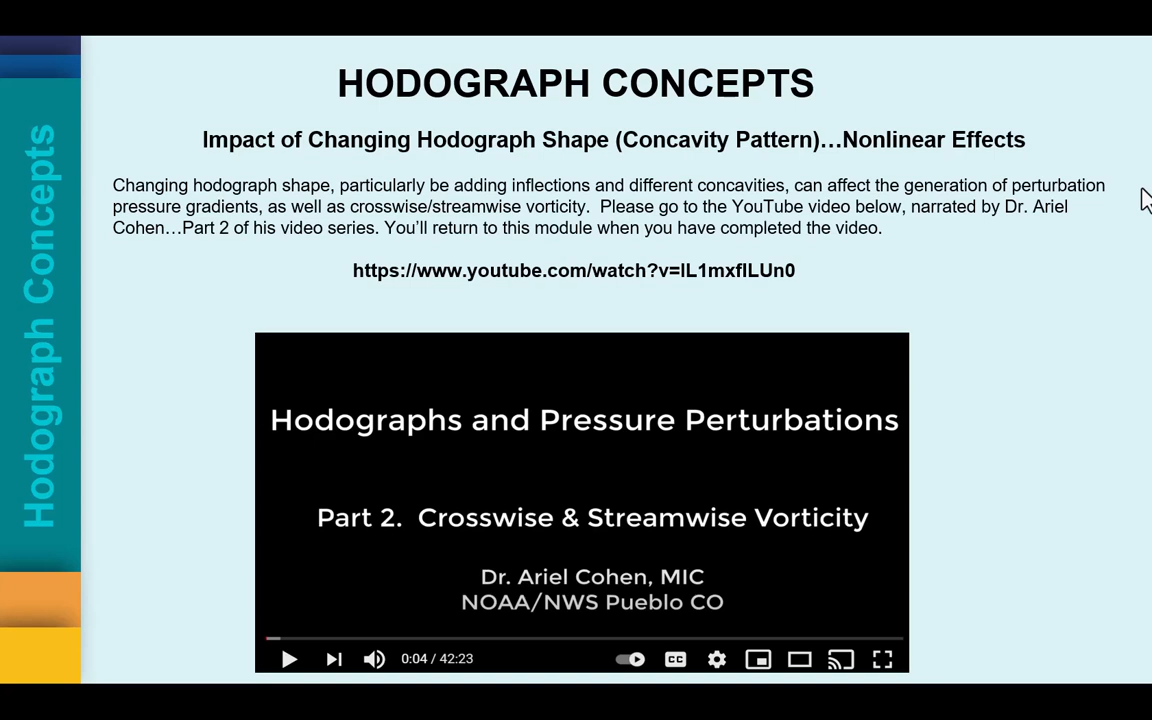 HODOGRAPH CONCEPTS
Impact of Changing Hodograph Shape (Concavity Pattern)…Nonlinear Effects
Changing hodograph shape, particularly be adding inflections and different concavities, can affect the generation of perturbation
pressure gradients, as well as crosswise/streamwise vorticity.  Please go to the YouTube video below, narrated by Dr. Ariel
Cohen…Part 2 of his video series. You’ll return to this module when you have completed the video.
https://www.youtube.com/watch?v=lL1mxfILUn0
Hodograph Concepts
Hodographs and Pressure Perturbations
Part 2.  Crosswise & Streamwise Vorticity
Dr. Ariel Cohen, MIC
NOAA/NWS Pueblo CO
0:04 / 42:23
CC